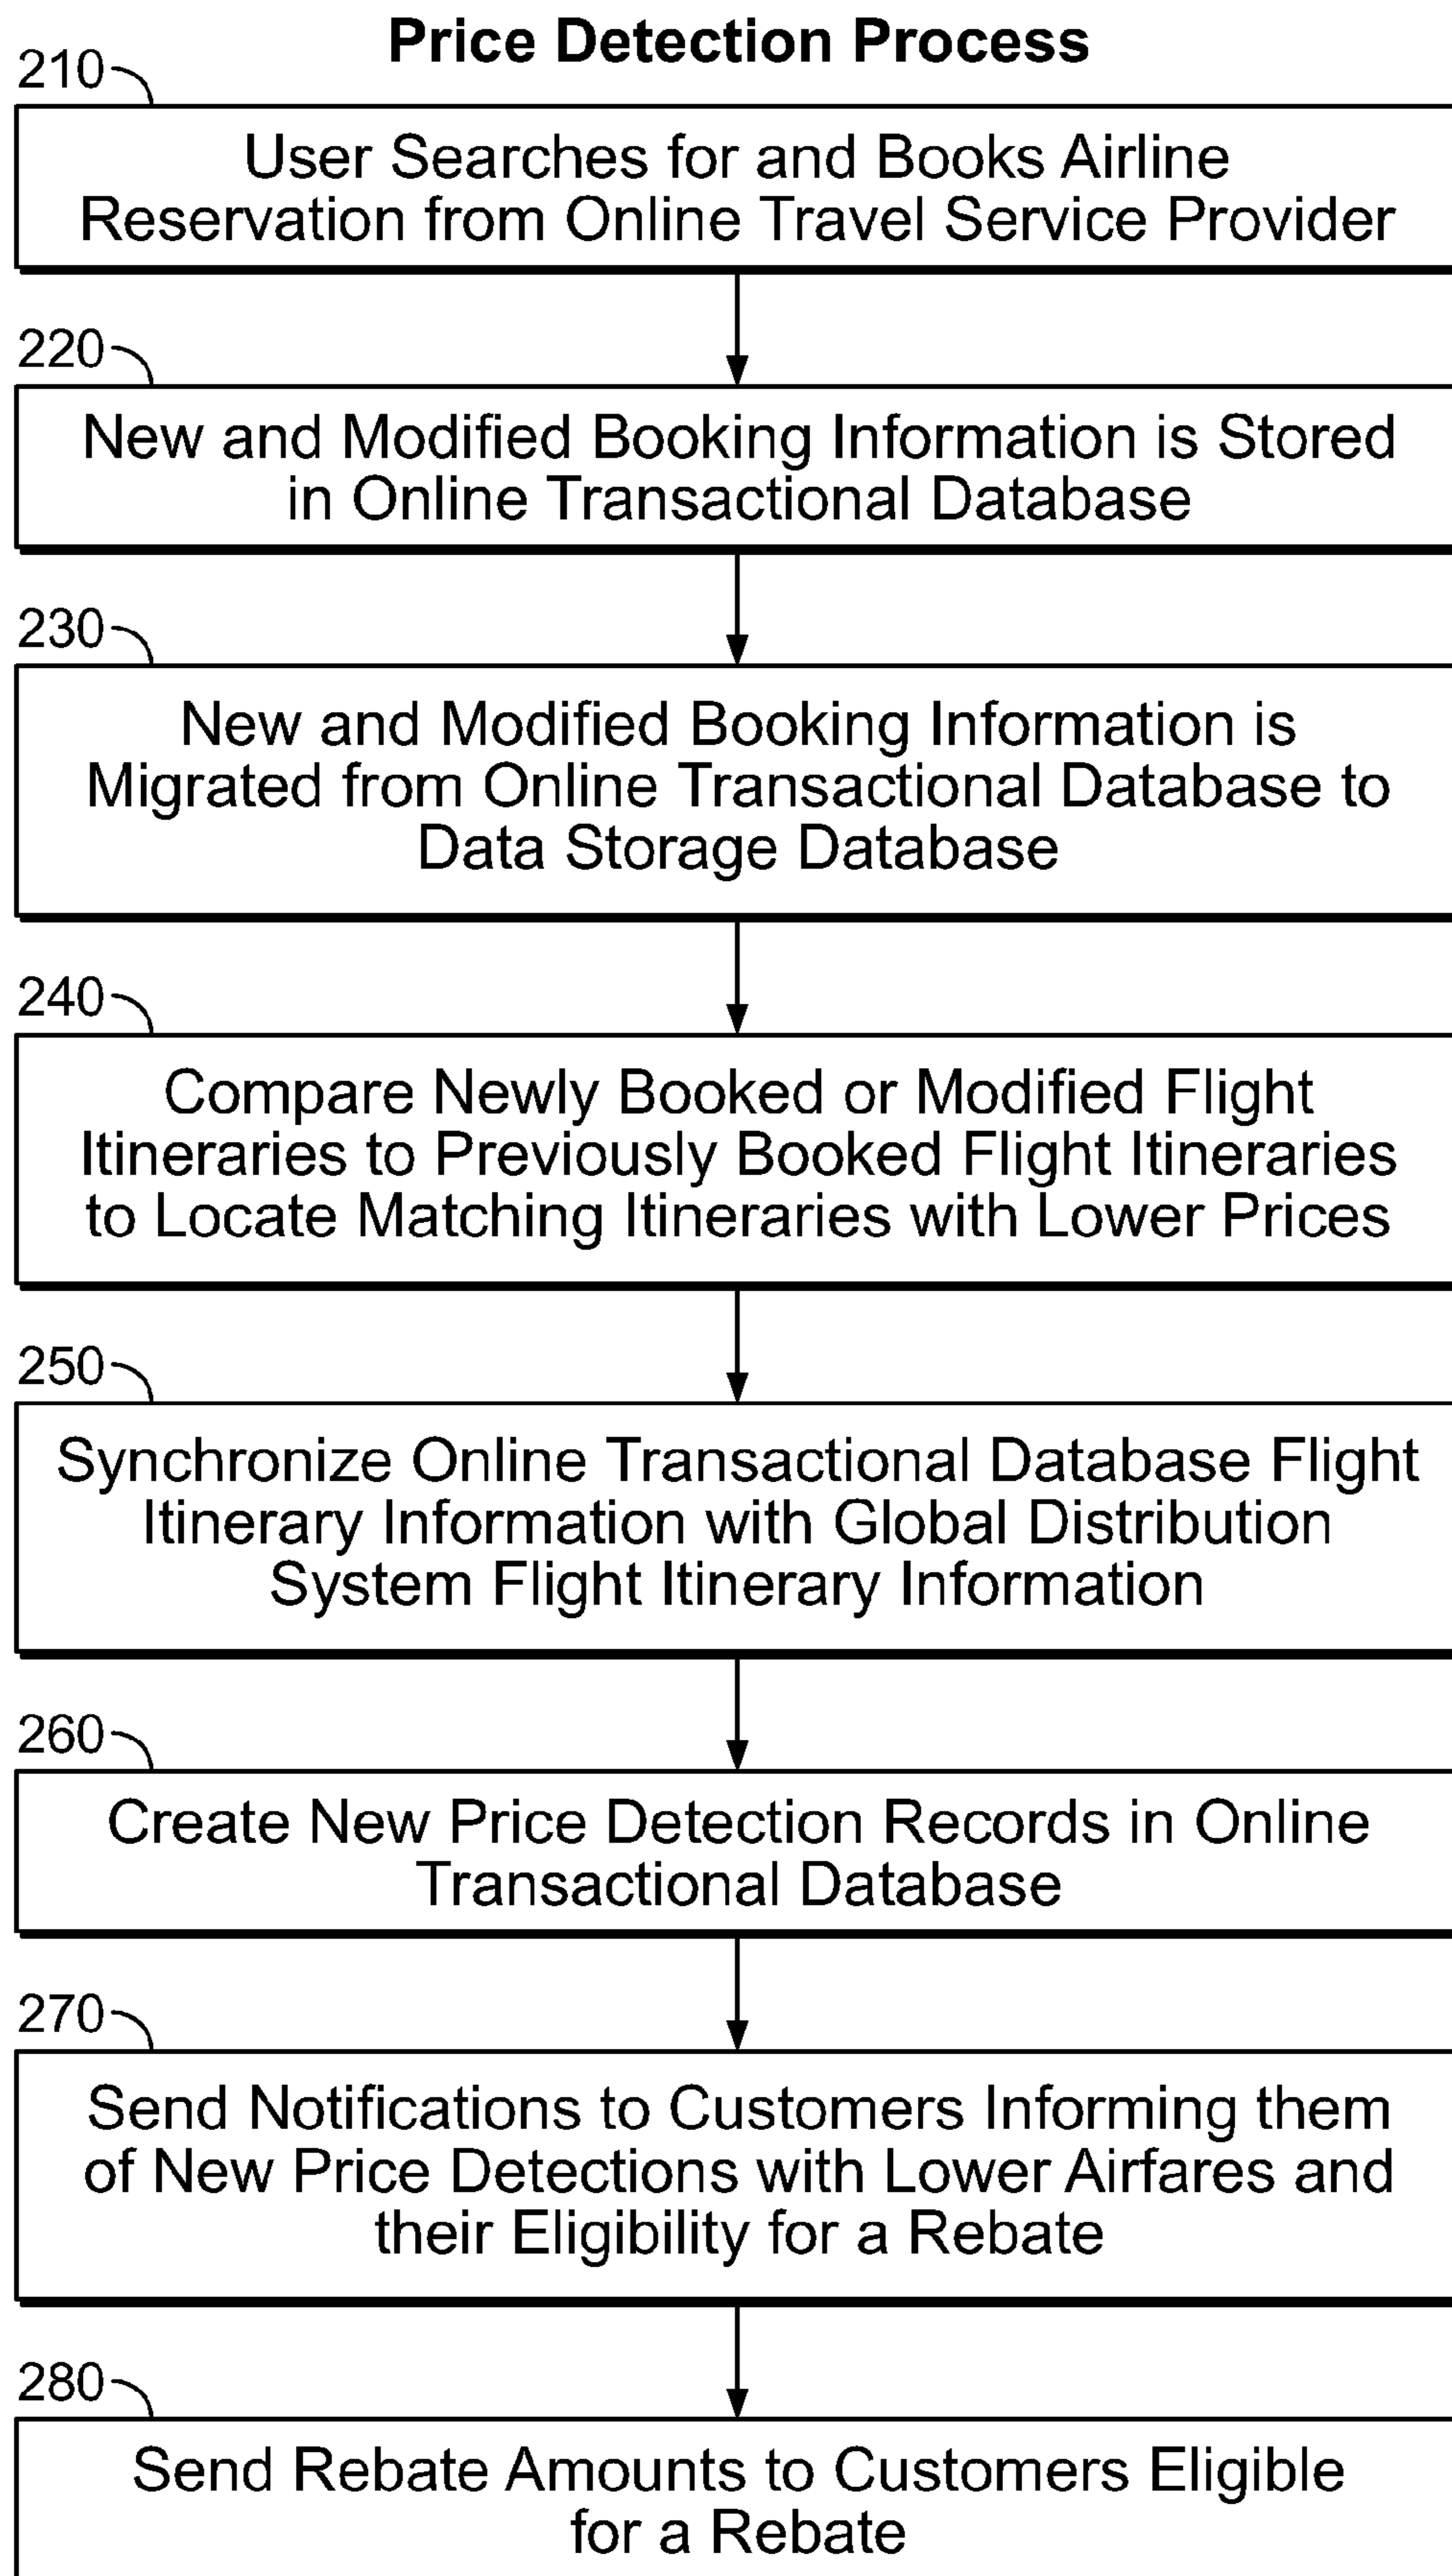 Price Detection Process
210
User Searches for and Books Airline
Reservation from Online Travel Service Provider
220
New and Modified Booking Information is Stored
in Online Transactional Database
230
New and Modified Booking Information is
Migrated from Online Transactional Database to
Data Storage Database
240
Compare Newly Booked or Modified Flight
Itineraries to Previously Booked Flight Itineraries
to Locate Matching Itineraries with Lower Prices
250
Synchronize Online Transactional Database Flight
Itinerary Information with Global Distribution
System Flight Itinerary Information
260
Create New Price Detection Records in Online
Transactional Database
270
Send Notifications to Customers Informing them
of New Price Detections with Lower Airfares and
their Eligibility for a Rebate
280
Send Rebate Amounts to Customers Eligible
for a Rebate